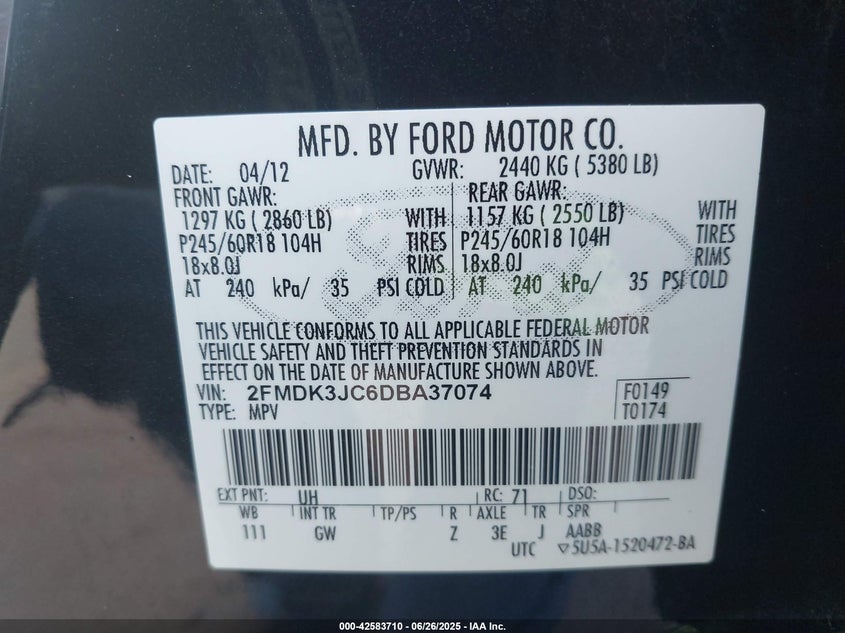 MFD. BY FORD MOTOR CO.
DATE: 04/12 GVWR: 2440 KG ( 5380 LB)
FRONT GAWR: REAR GAWR:
1297 KG ( 2860 LB) WITH 1157 KG ( 2550 LB) WITH
P245/60R18 104H TIRES P245/60R18 104H TIRES
18x8.0J RIMS 18x8.0J RIMS
AT 240 kPa/ 35 PSI COLD AT 240 kPa/ 35 PSI COLD
THIS VEHICLE CONFORMS TO ALL APPLICABLE FEDERAL MOTOR
VEHICLE SAFETY AND THEFT PREVENTION STANDARDS IN
EFFECT ON THE DATE OF MANUFACTURE SHOWN ABOVE.
VIN: 2FMDK3JC6DBA37074 F0149
TYPE: MPV T0174
EXT PNT: UH RC: 71 DSO:
WB INT TR TP/PS R AXLE TR SPR
111 GW Z 3E J AABB
UTC ▽5U5A-1520472-BA
000-42583710 | 06/26/2025 - IAA Inc.